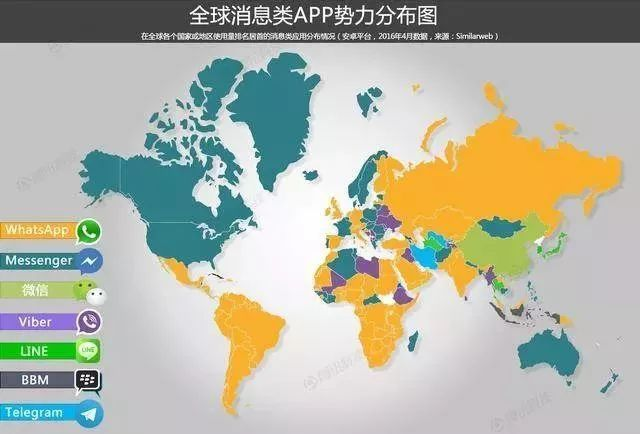 全球消息类APP势力分布图
在全球各个国家或地区使用量排名居首的消息类应用分布情况（安卓平台，2016年4月数据，来源：Similarweb）
WhatsApp
Messenger
微信
Viber
LINE
LINE
BBM
Telegram